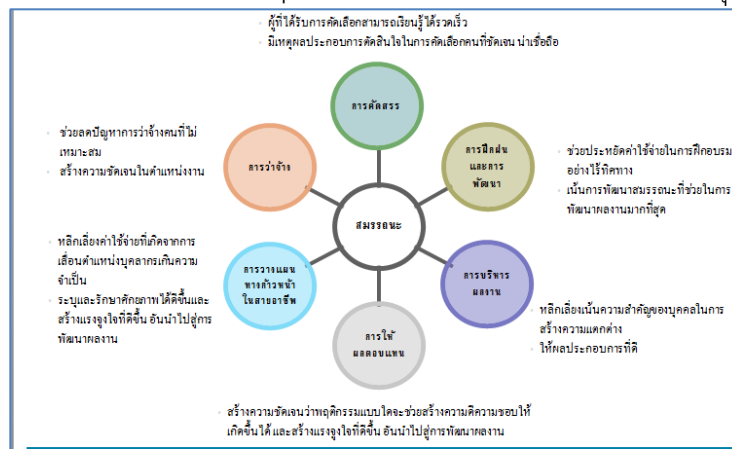 ผู้ที่ได้รับการคัดเลือกสามารถเรียนรู้ได้รวดเร็ว
มีเหตุผลประกอบการตัดสินใจในการคัดเลือกคนที่ชัดเจน น่าเชื่อถือ
การคัดสรร
ช่วยลดปัญหาการว่าจ้างคนที่ไม่
เหมาะสม
สร้างความชัดเจนในตำแหน่งงาน
การว่าจ้าง
การฝึกฝน
และการ
พัฒนา
ช่วยประหยัดค่าใช้จ่ายในการฝึกอบรม
อย่างไร้ทิศทาง
เน้นการพัฒนาสมรรถนะที่ช่วยในการ
พัฒนาผลงานมากที่สุด
สมรรถนะ
หลีกเลี่ยงค่าใช้จ่ายที่เกิดจากการ
เลื่อนตำแหน่งบุคลากรเกินความ
จำเป็น
ระบุและรักษาศักยภาพได้ดีขึ้นและ
สร้างแรงจูงใจที่ดีขึ้น อันนำไปสู่การ
พัฒนาผลงาน
การวางแผน
ทางก้าวหน้า
ในสายอาชีพ
การบริหาร
ผลงาน
หลีกเลี่ยงเน้นความสำคัญของบุคคลในการ
สร้างความแตกต่าง
ให้ผลประกอบการที่ดี
การให้
ผลตอบแทน
สร้างความชัดเจนว่าพฤติกรรมแบบใดจะช่วยสร้างความดีความชอบให้
เกิดขึ้นได้ และสร้างแรงจูงใจที่ดีขึ้น อันนำไปสู่การพัฒนาผลงาน